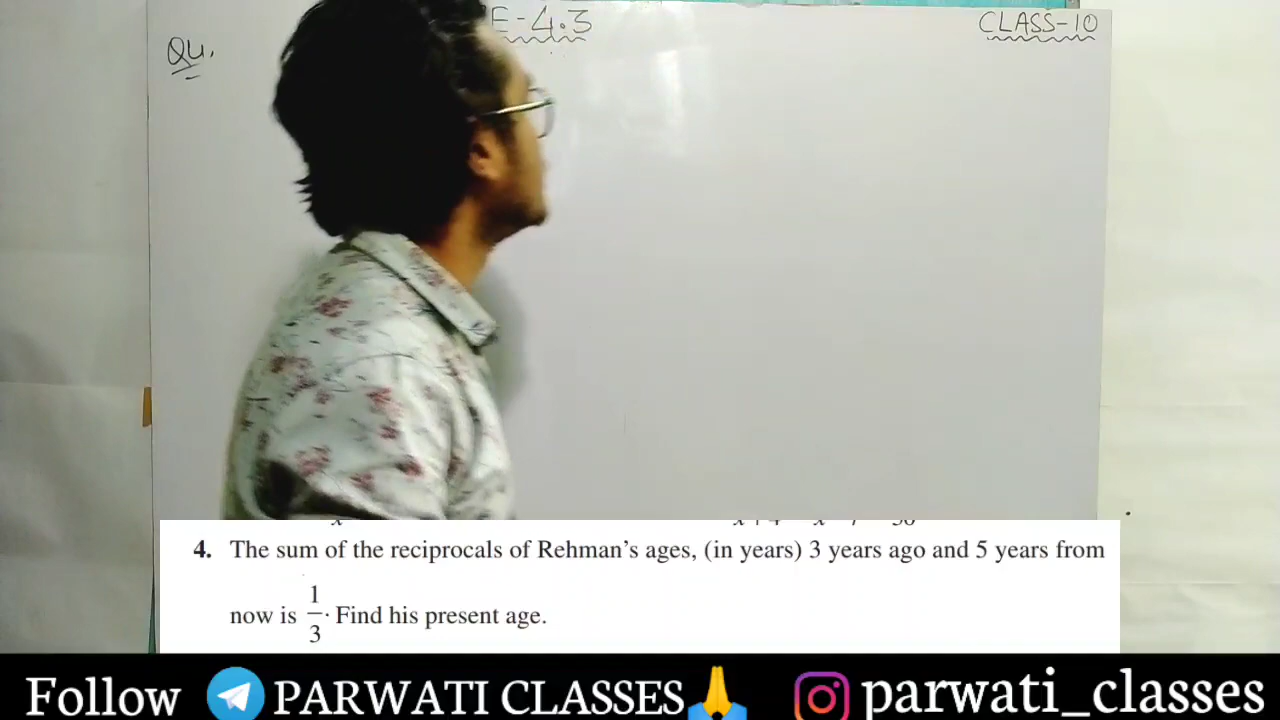 E-4.3
CLASS-10
Q4.
4. The sum of the reciprocals of Rehman's ages, (in years) 3 years ago and 5 years from
now is 1/3. Find his present age.
Follow PARWATI CLASSES🙏 parwati_classes